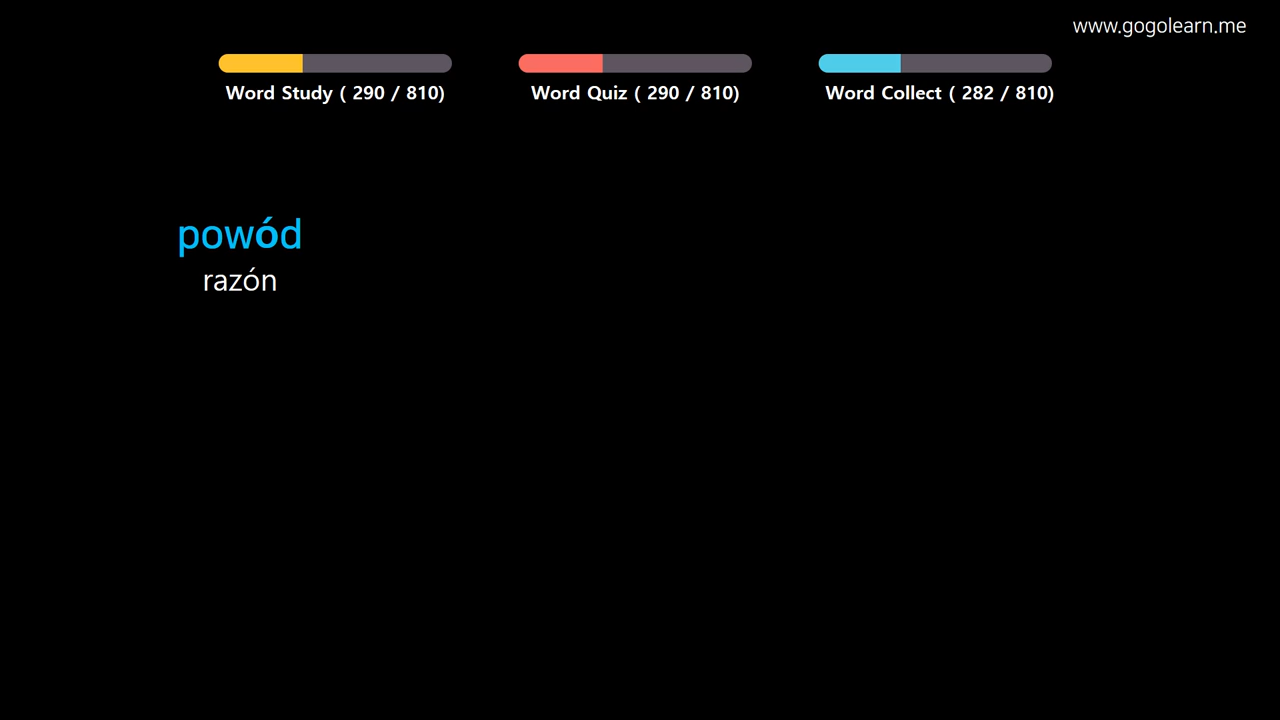 www.gogolearn.me
Word Study ( 290 / 810)
Word Quiz ( 290 / 810)
Word Collect ( 282 / 810)
powód
razón